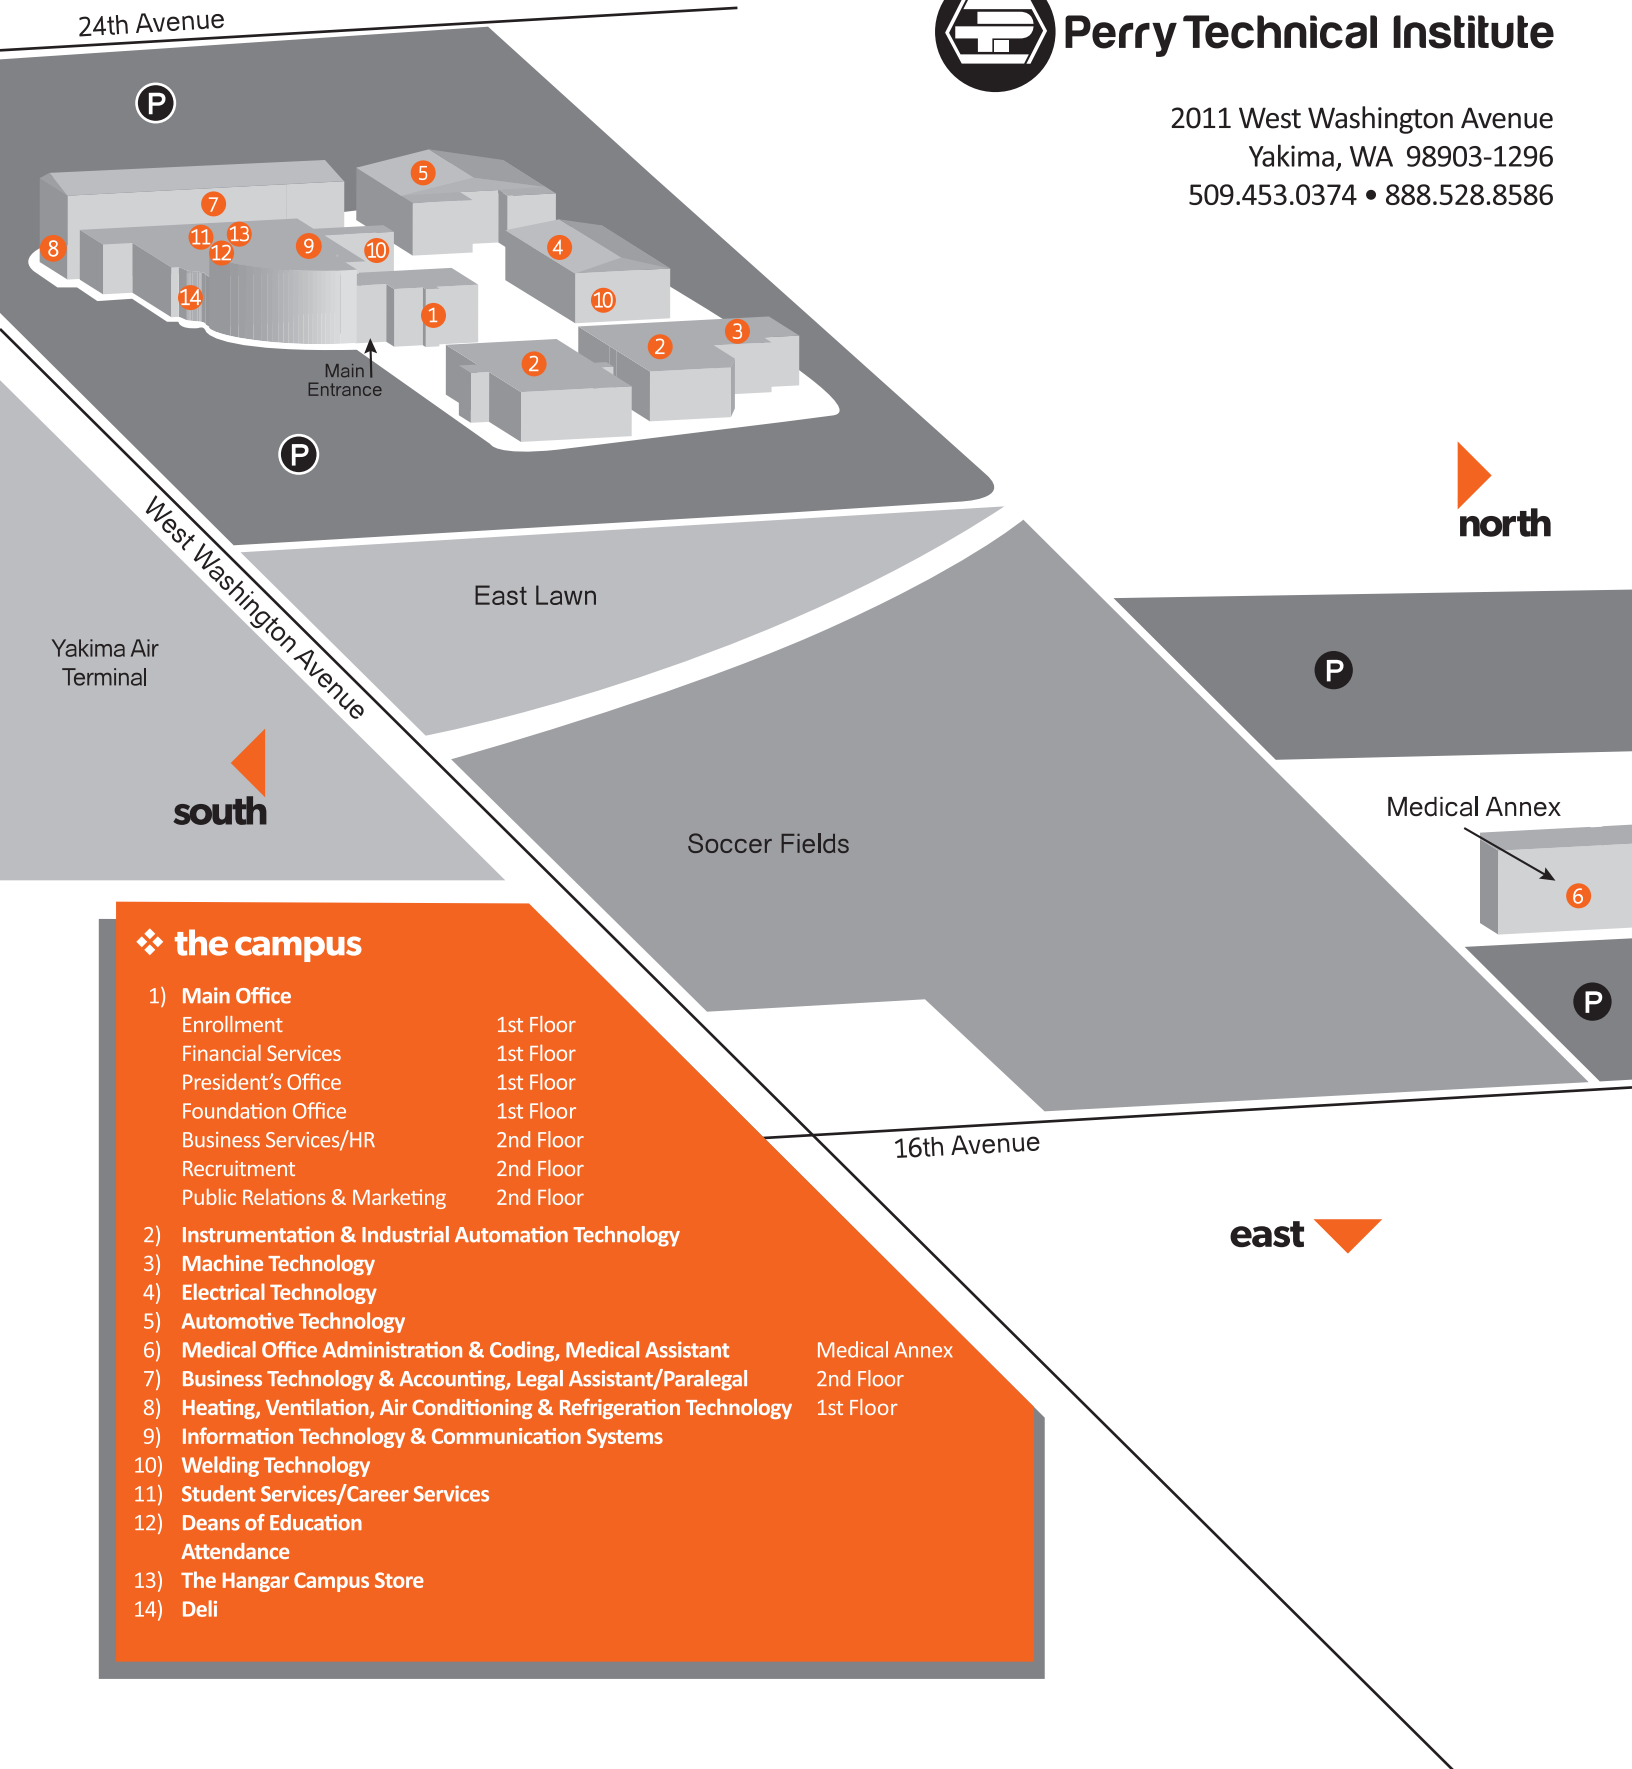 24th Avenue
Perry Technical Institute
2011 West Washington Avenue
Yakima, WA 98903-1296
509.453.0374 • 888.528.8586
P
5
7
11
13
8
12
9
10
4
14
10
1
3
2
2
Main
Entrance
P
north
West Washington Avenue
East Lawn
Yakima Air
Terminal
P
south
Medical Annex
Soccer Fields
6
P
16th Avenue
east
❖ the campus
1) Main Office
Enrollment 1st Floor
Financial Services 1st Floor
President's Office 1st Floor
Foundation Office 1st Floor
Business Services/HR 2nd Floor
Recruitment 2nd Floor
Public Relations & Marketing 2nd Floor
2) Instrumentation & Industrial Automation Technology
3) Machine Technology
4) Electrical Technology
5) Automotive Technology
6) Medical Office Administration & Coding, Medical Assistant Medical Annex
7) Business Technology & Accounting, Legal Assistant/Paralegal 2nd Floor
8) Heating, Ventilation, Air Conditioning & Refrigeration Technology 1st Floor
9) Information Technology & Communication Systems
10) Welding Technology
11) Student Services/Career Services
12) Deans of Education
Attendance
13) The Hangar Campus Store
14) Deli